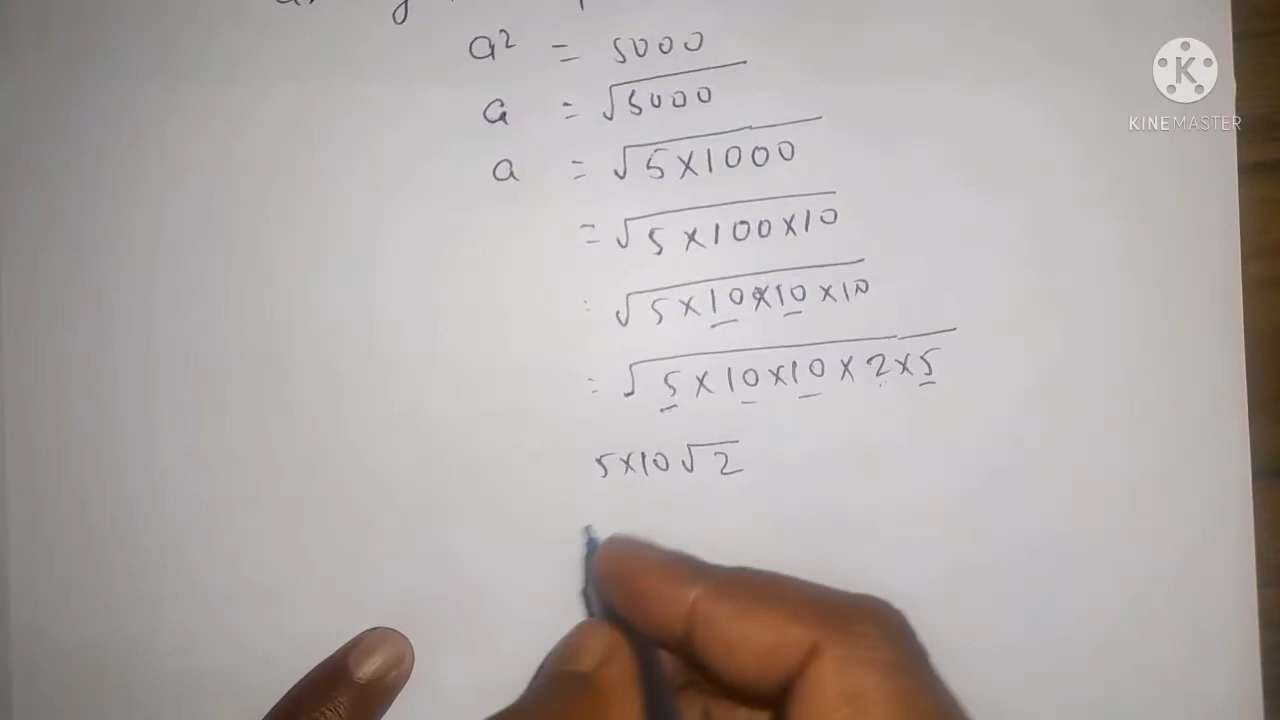 a² = 5000
a = √5000
a = √5×1000
= √5×100×10
= √5×10×10×10
= √5×10×10×2×5
5×10√2
K
KINEMASTER